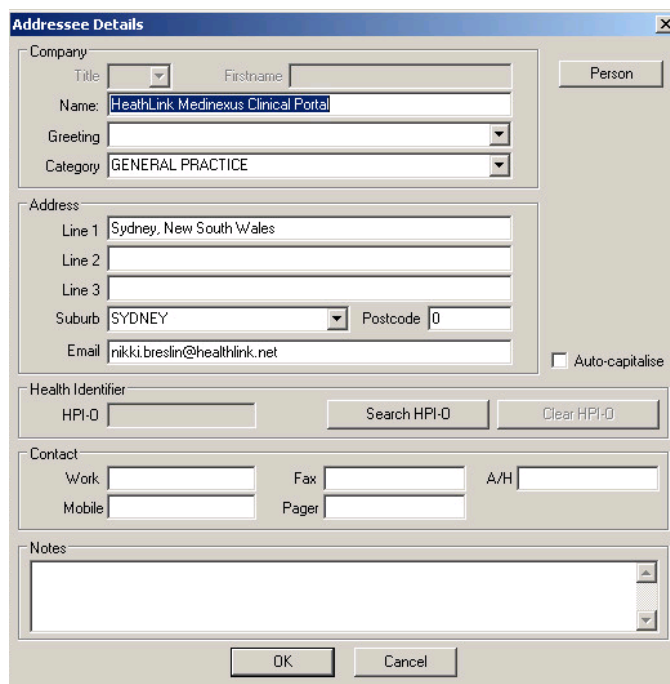 Addressee Details
Company
Title Firstname
Person
Name: HeathLink Medinexus Clinical Portal
Greeting
Category GENERAL PRACTICE
Address
Line 1 Sydney, New South Wales
Line 2
Line 3
Suburb SYDNEY Postcode 0
Email nikki.breslin@healthlink.net
Auto-capitalise
Health Identifier
HPI-O Search HPI-O Clear HPI-O
Contact
Work Fax A/H
Mobile Pager
Notes
OK Cancel